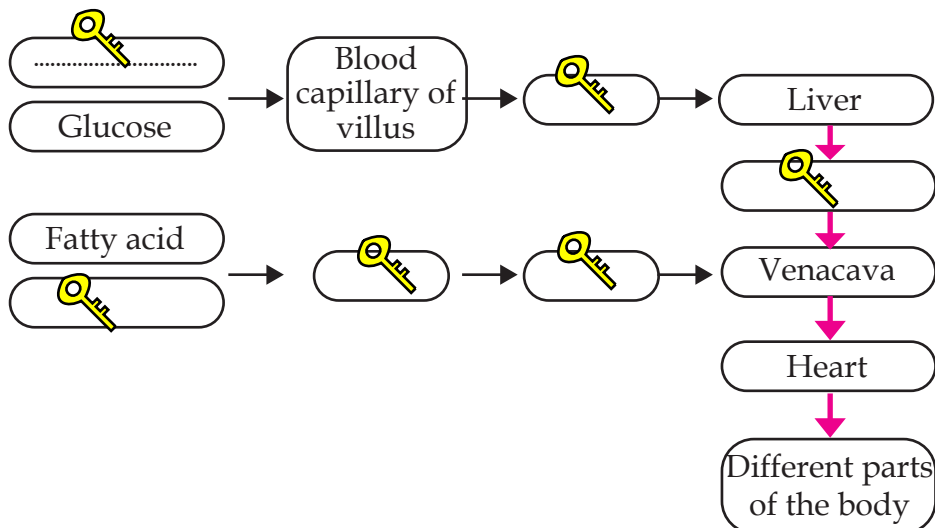 ................................
Glucose
Blood
capillary of
villus
Liver
Fatty acid
Venacava
Heart
Different parts
of the body